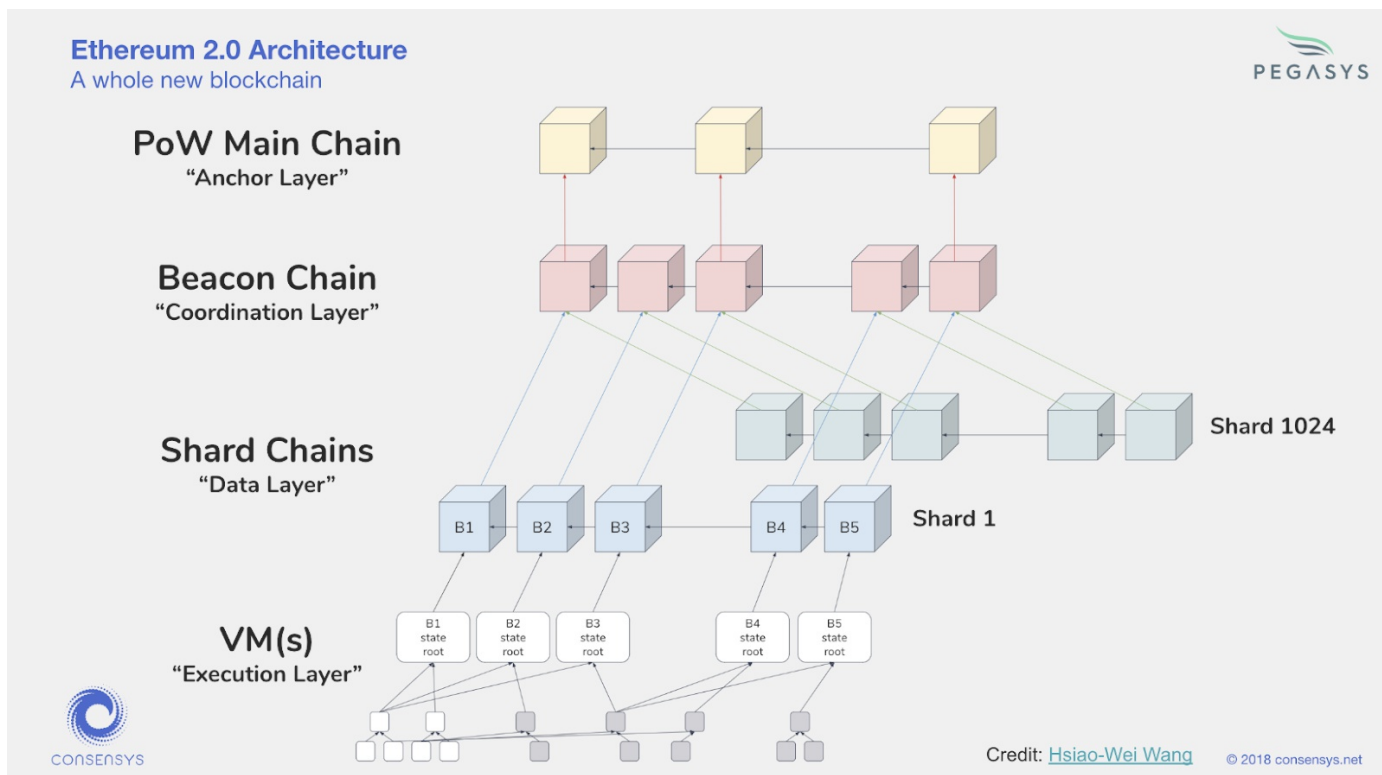 Ethereum 2.0 Architecture
A whole new blockchain
PEGASYS
PoW Main Chain
“Anchor Layer”
Beacon Chain
“Coordination Layer”
Shard 1024
Shard Chains
“Data Layer”
B1
B2
B3
B4
B5
Shard 1
B1
state
root
B2
state
root
B3
state
root
B4
state
root
B5
state
root
VM(s)
“Execution Layer”
CONSENSYS
Credit: Hsiao-Wei Wang
© 2018 consensys.net